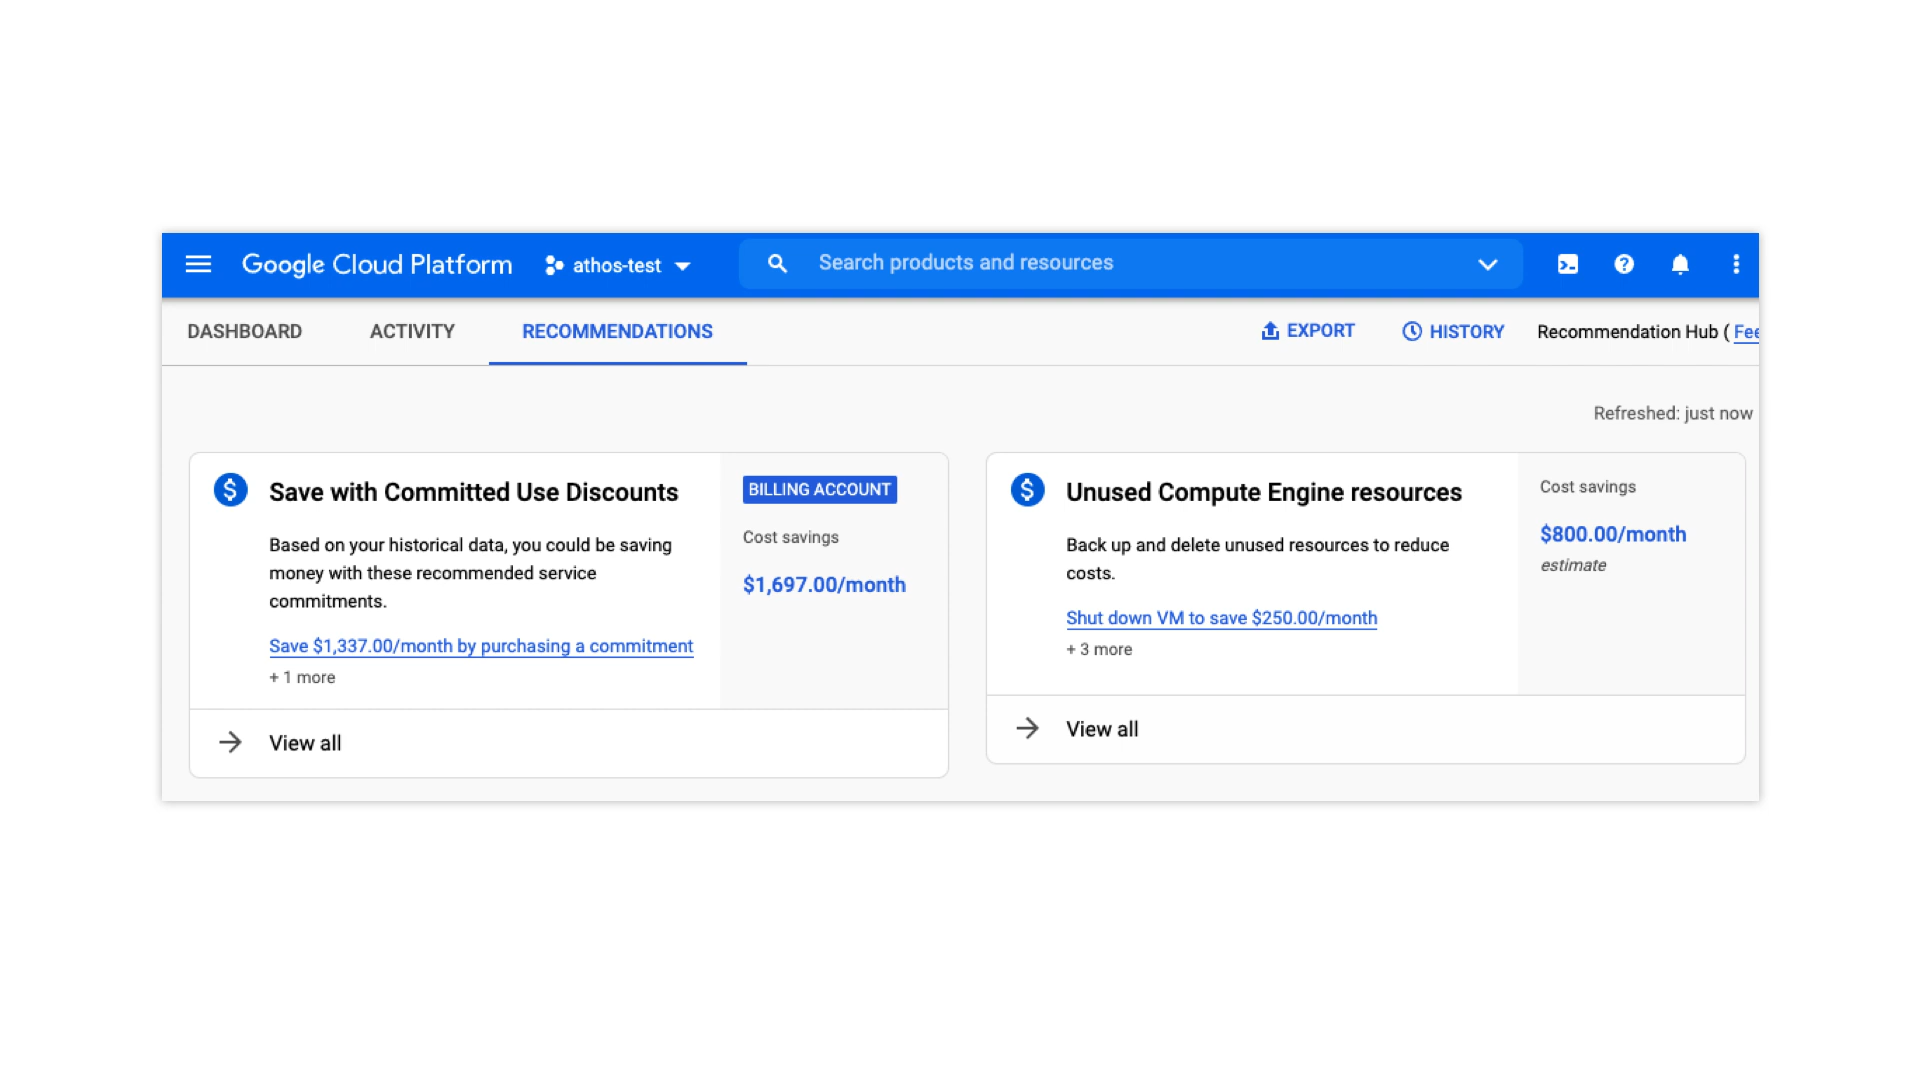 Google Cloud Platform athos-test Search products and resources
DASHBOARD ACTIVITY RECOMMENDATIONS EXPORT HISTORY Recommendation Hub ( Fee
Refreshed: just now
Save with Committed Use Discounts
Based on your historical data, you could be saving
money with these recommended service
commitments.
Save $1,337.00/month by purchasing a commitment
+ 1 more
BILLING ACCOUNT
Cost savings
$1,697.00/month
View all
Unused Compute Engine resources
Back up and delete unused resources to reduce
costs.
Shut down VM to save $250.00/month
+ 3 more
Cost savings
$800.00/month
estimate
View all